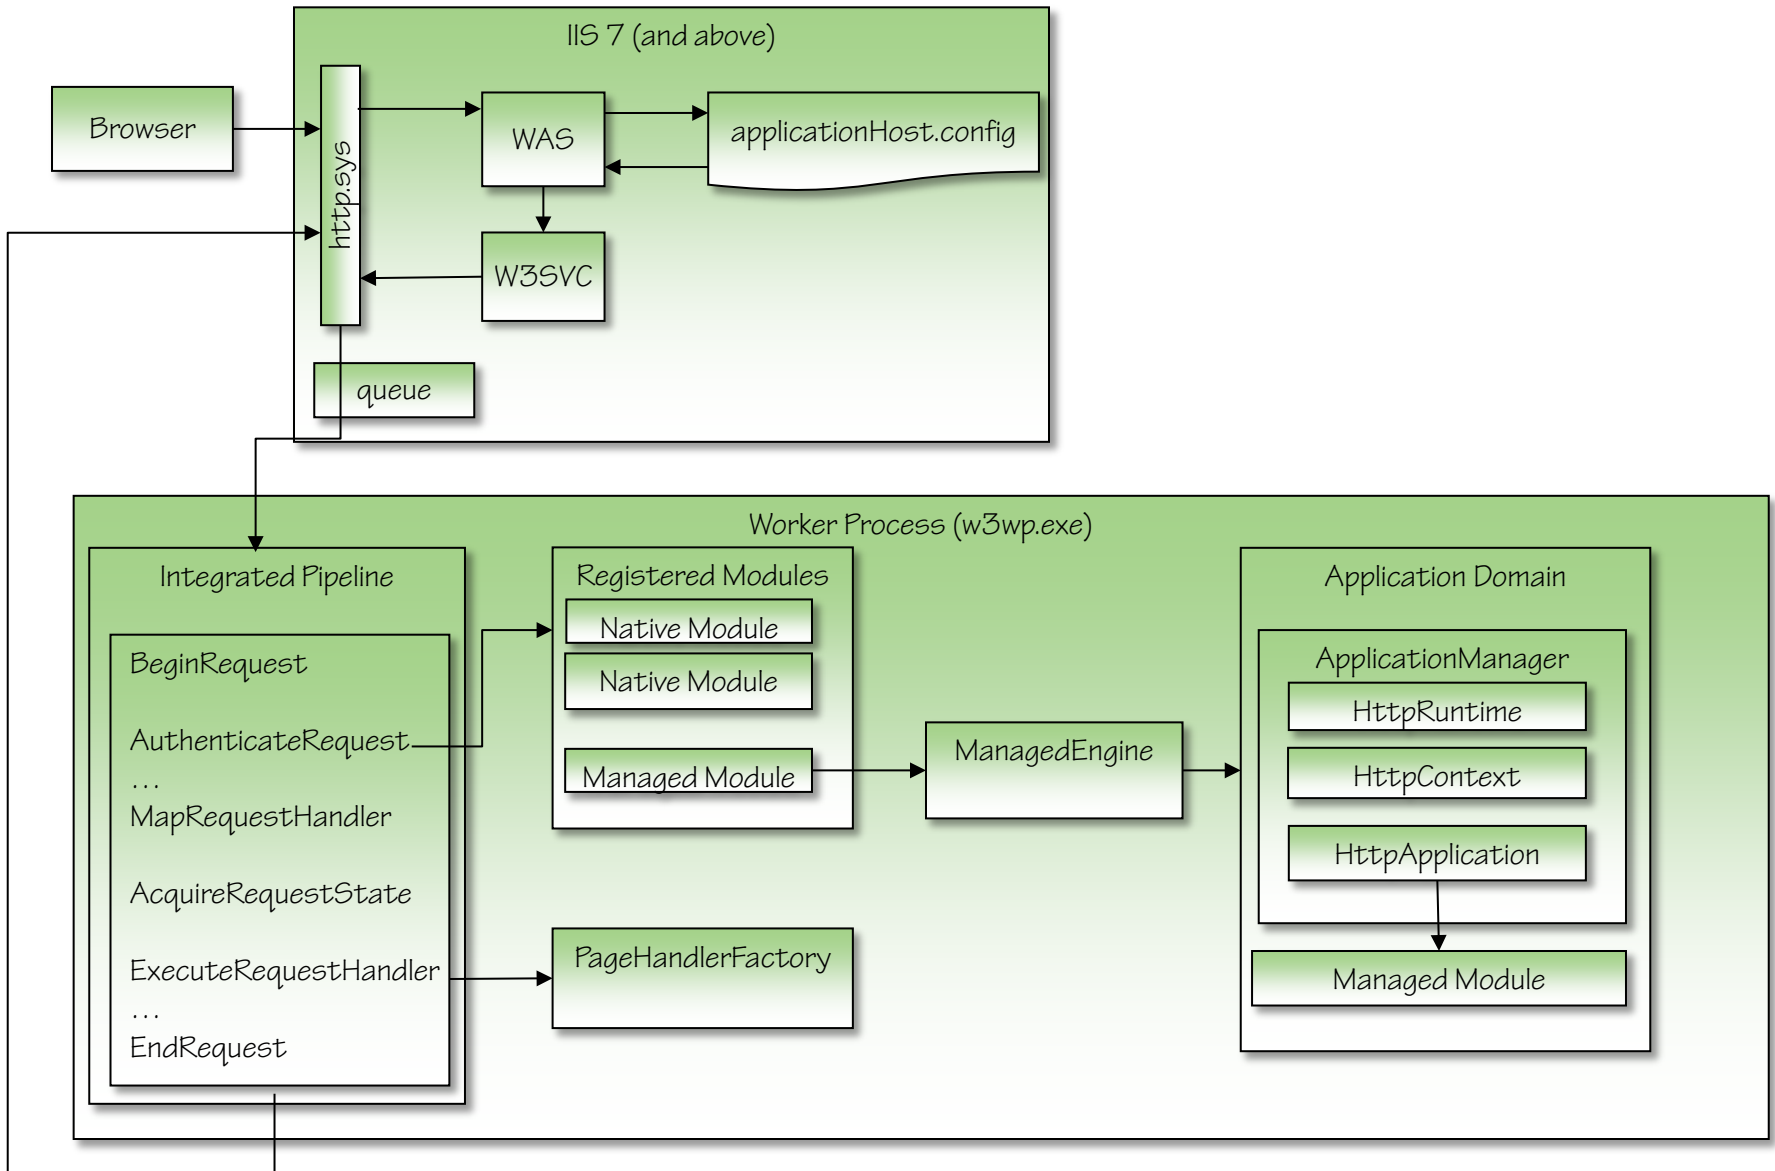 IIS 7 (and above)
Browser
http.sys
WAS
applicationHost.config
W3SVC
queue
Worker Process (w3wp.exe)
Integrated Pipeline
BeginRequest
AuthenticateRequest
...
MapRequestHandler
AcquireRequestState
ExecuteRequestHandler
...
EndRequest
Registered Modules
Native Module
Native Module
Managed Module
PageHandlerFactory
ManagedEngine
Application Domain
ApplicationManager
HttpRuntime
HttpContext
HttpApplication
Managed Module